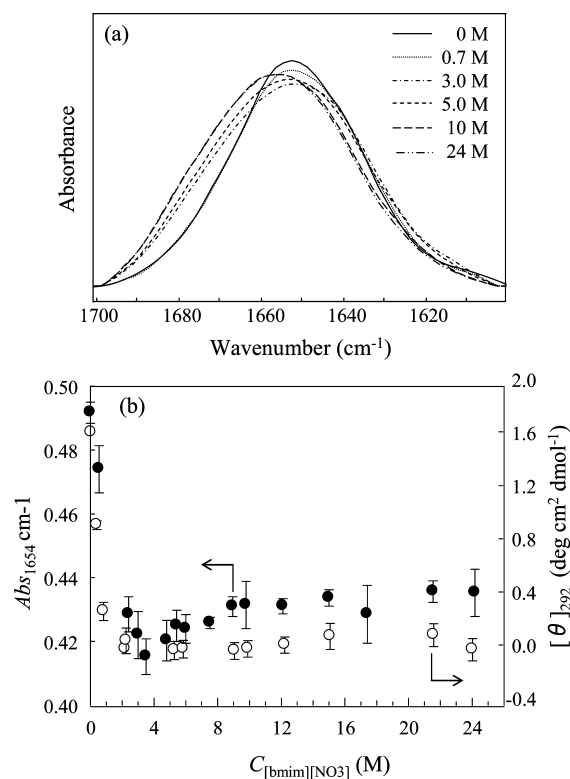 (a)
0 M
0.7 M
3.0 M
5.0 M
10 M
24 M
Absorbance
1700 1680 1660 1640 1620
Wavenumber (cm-1)
(b)
0.50
0.48
0.46
0.44
0.42
0.40
Abs1654 cm-1
2.0
1.6
1.2
0.8
0.4
0.0
-0.4
[θ]292 (deg cm2 dmol-1)
0 4 8 12 16 20 24
C[bmim][NO3] (M)